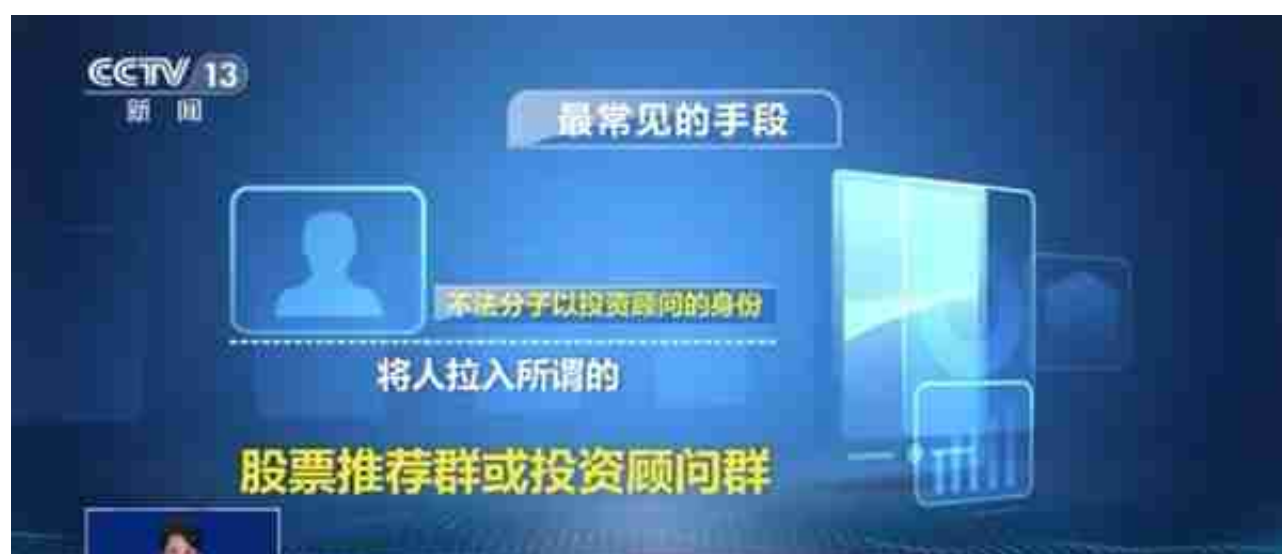 CCTV 13
新闻
最常见的手段
不法分子以投资顾问的身份
将人拉入所谓的
股票推荐群或投资顾问群